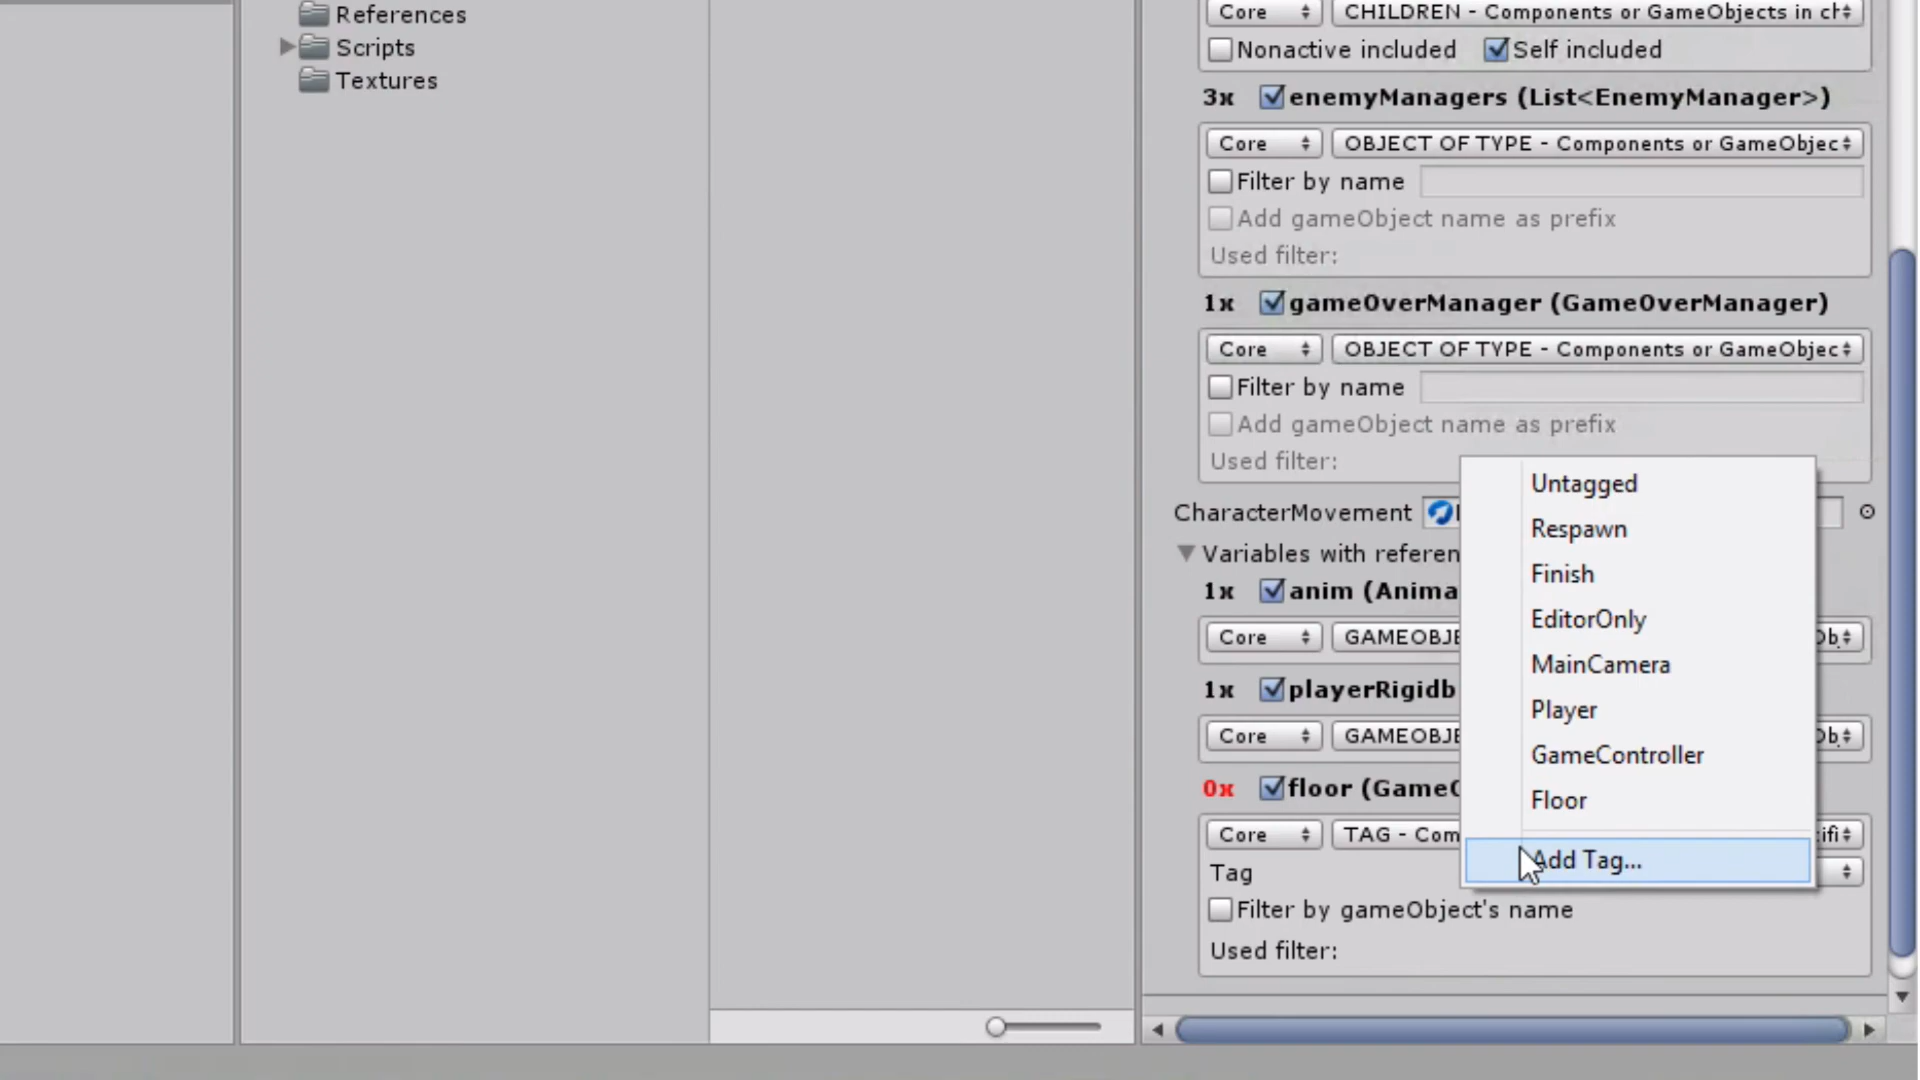 References
Scripts
Textures
Core
CHILDREN - Components or GameObjects in ch
Nonactive included
Self included
3x
enemyManagers (List<EnemyManager>)
Core
OBJECT OF TYPE - Components or GameObjec
Filter by name
Add gameObject name as prefix
Used filter:
1x
gameOverManager (GameOverManager)
Core
OBJECT OF TYPE - Components or GameObjec
Filter by name
Add gameObject name as prefix
Used filter:
CharacterMovement
Variables with referen
1x
anim (Anima
Core
GAMEOBJE
Ob
1x
playerRigidb
Core
GAMEOBJE
Ob
0x
floor (GameO
Core
TAG - Com
ifi
Tag
Filter by gameObject's name
Used filter:
Untagged
Respawn
Finish
EditorOnly
MainCamera
Player
GameController
Floor
Add Tag...